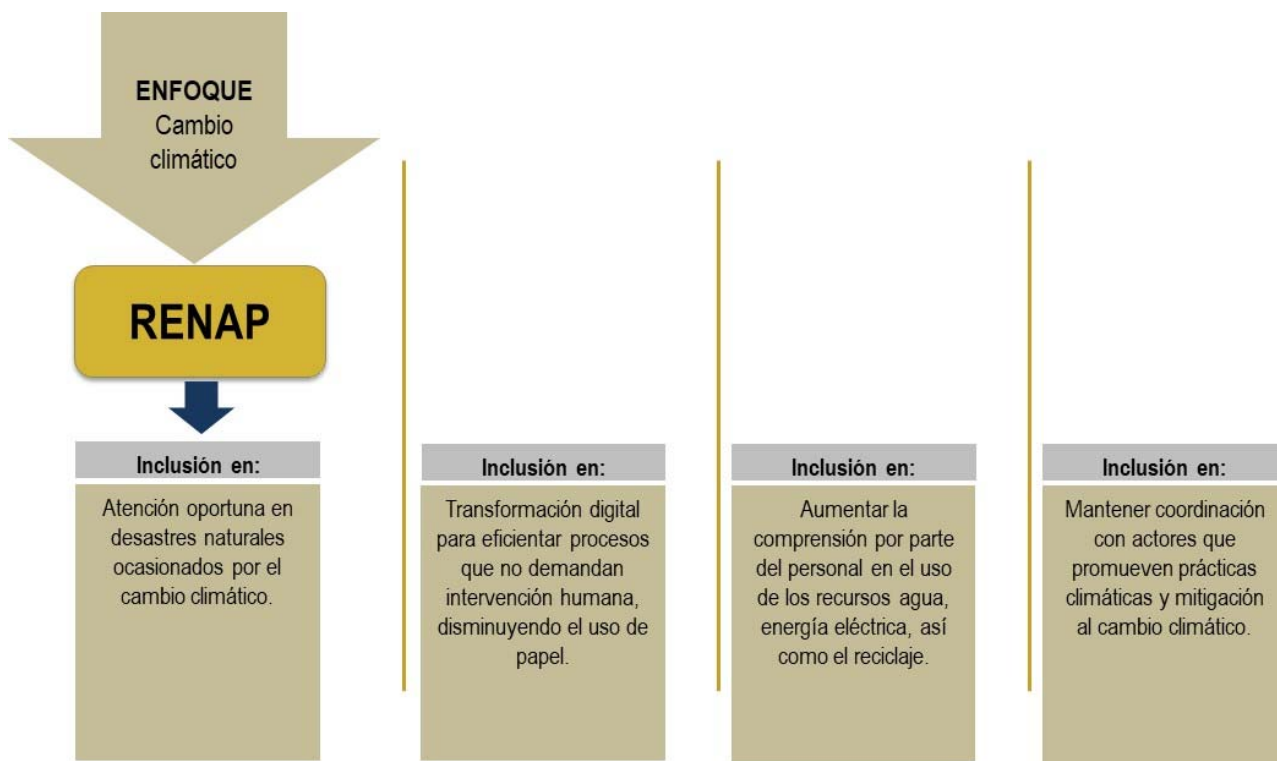 ENFOQUE
Cambio
climático
RENAP
Inclusión en:
Atención oportuna en
desastres naturales
ocasionados por el
cambio climático.
Inclusión en:
Transformación digital
para eficientar procesos
que no demandan
intervención humana,
disminuyendo el uso de
papel.
Inclusión en:
Aumentar la
comprensión por parte
del personal en el uso
de los recursos agua,
energía eléctrica, así
como el reciclaje.
Inclusión en:
Mantener coordinación
con actores que
promueven prácticas
climáticas y mitigación
al cambio climático.